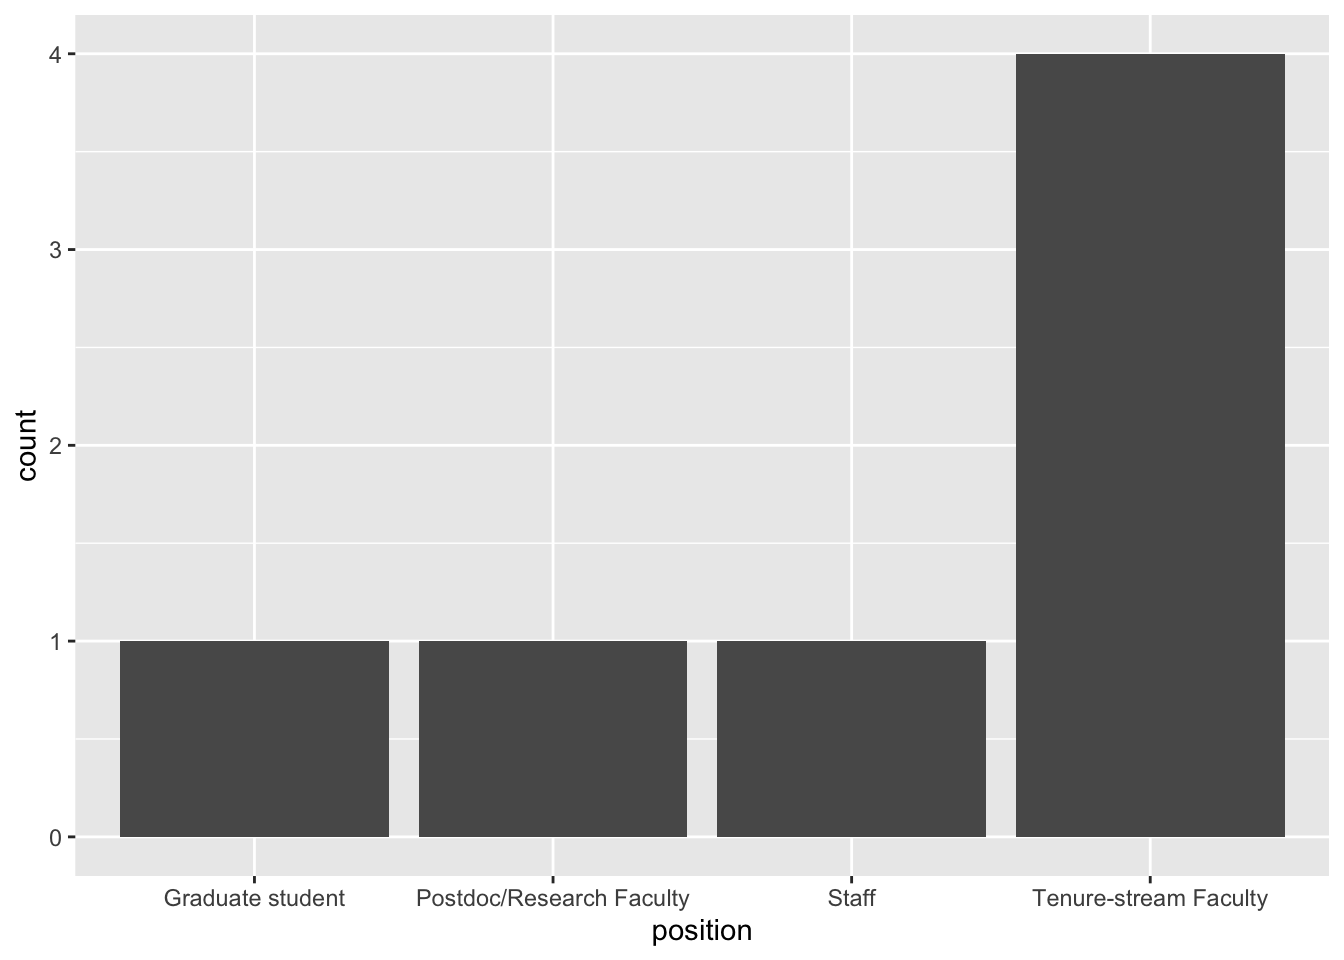 4
3
2
1
0
count
Graduate student
Postdoc/Research Faculty
Staff
Tenure-stream Faculty
position